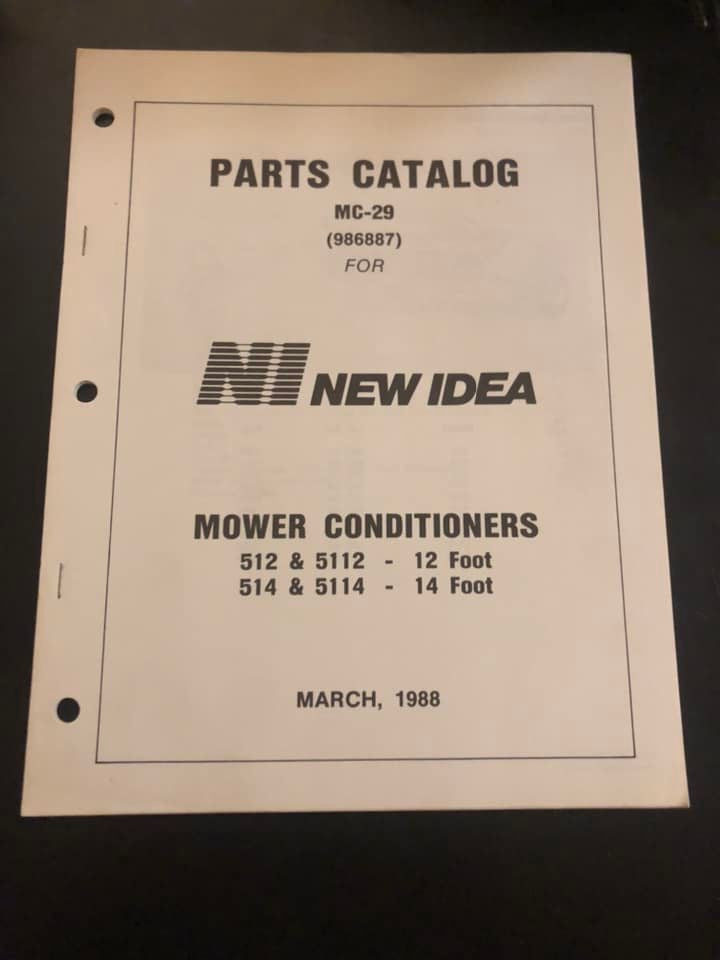 PARTS CATALOG
MC-29
(986887)
FOR
NI NEW IDEA
MOWER CONDITIONERS
512 & 5112 - 12 Foot
514 & 5114 - 14 Foot
MARCH, 1988